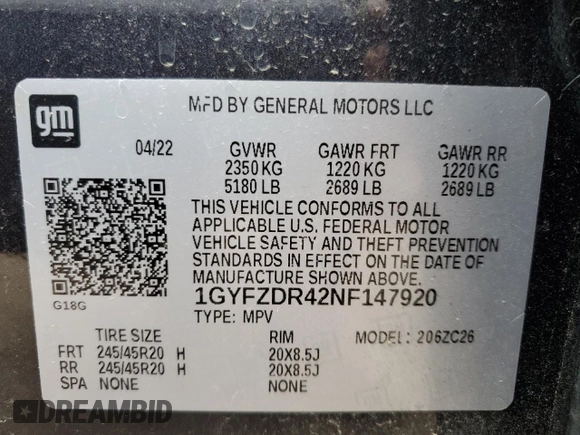 gm
MFD BY GENERAL MOTORS LLC
04/22 GVWR GAWR FRT GAWR RR
2350 KG 1220 KG 1220 KG
5180 LB 2689 LB 2689 LB
THIS VEHICLE CONFORMS TO ALL
APPLICABLE U.S. FEDERAL MOTOR
VEHICLE SAFETY AND THEFT PREVENTION
STANDARDS IN EFFECT ON THE DATE OF
MANUFACTURE SHOWN ABOVE.
G18G
1GYFZDR42NF147920
TYPE: MPV
TIRE SIZE RIM MODEL: 206ZC26
FRT 245/45R20 H 20X8.5J
RR 245/45R20 H 20X8.5J
SPA NONE NONE
DREAMBID